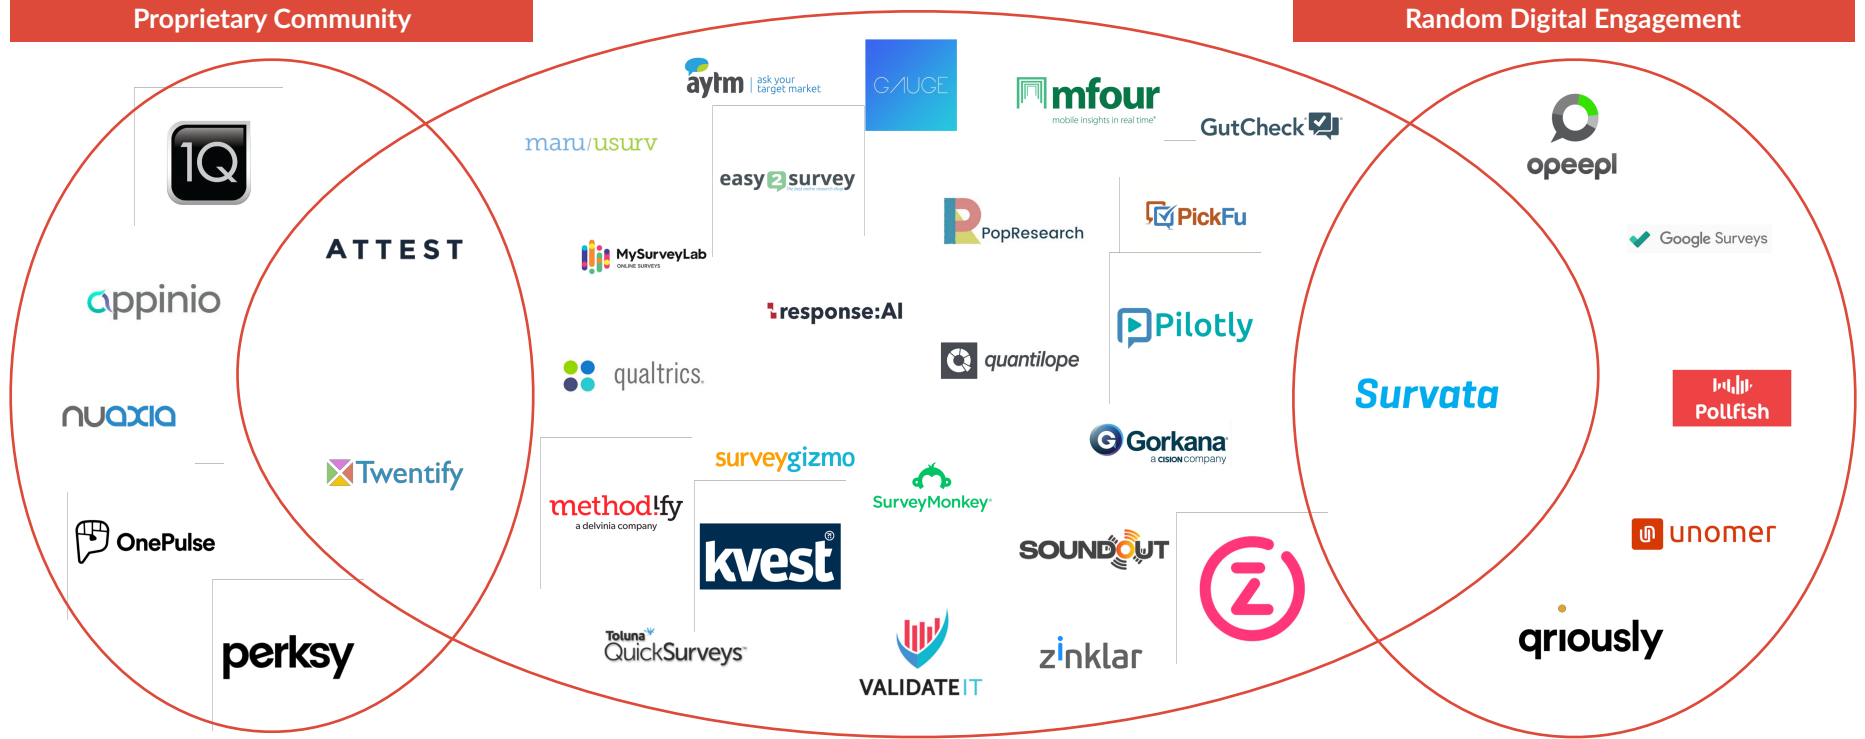 Proprietary Community
Random Digital Engagement
1Q
ATTEST
appinio
nuaxia
Twentify
OnePulse
perksy
aytm | ask your
target market
GAUGE
mfour
mobile insights in real time®
GutCheck®
maru/usurv
easy2survey
PopResearch
PickFu
MySurveyLab
ONLINE SURVEYS
response:AI
Pilotly
quantilope
qualtrics.
Gorkana®
a CISION company
surveygizmo
SurveyMonkey®
method!fy
a delvinia company
kvest®
SOUNDOUT
Z
Toluna
QuickSurveys™
VALIDATEIT
zinklar
Survata
opeepl
Google Surveys
Pollfish
unomer
qriously